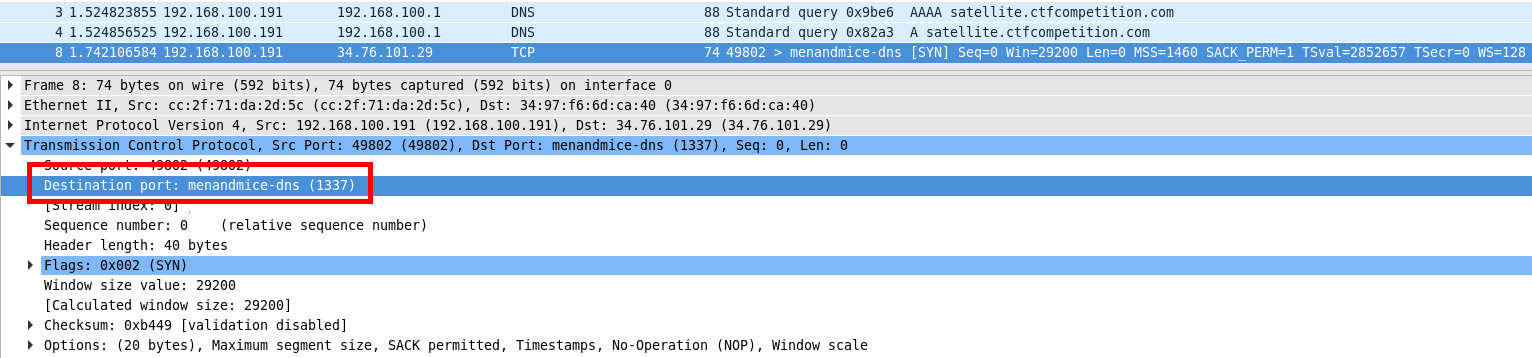 3 1.524823855 192.168.100.191 192.168.100.1 DNS 88 Standard query 0x9be6 AAAA satellite.ctfcompetition.com
4 1.524856525 192.168.100.191 192.168.100.1 DNS 88 Standard query 0x82a3 A satellite.ctfcompetition.com
8 1.742106584 192.168.100.191 34.76.101.29 TCP 74 49802 > menandmice-dns [SYN] Seq=0 Win=29200 Len=0 MSS=1460 SACK_PERM=1 TSval=2852657 TSecr=0 WS=128
Frame 8: 74 bytes on wire (592 bits), 74 bytes captured (592 bits) on interface 0
Ethernet II, Src: cc:2f:71:da:2d:5c (cc:2f:71:da:2d:5c), Dst: 34:97:f6:6d:ca:40 (34:97:f6:6d:ca:40)
Internet Protocol Version 4, Src: 192.168.100.191 (192.168.100.191), Dst: 34.76.101.29 (34.76.101.29)
Transmission Control Protocol, Src Port: 49802 (49802), Dst Port: menandmice-dns (1337), Seq: 0, Len: 0
Source port: 49802 (49802)
Destination port: menandmice-dns (1337)
[Stream index: 0]
Sequence number: 0 (relative sequence number)
Header length: 40 bytes
Flags: 0x002 (SYN)
Window size value: 29200
[Calculated window size: 29200]
Checksum: 0xb449 [validation disabled]
Options: (20 bytes), Maximum segment size, SACK permitted, Timestamps, No-Operation (NOP), Window scale